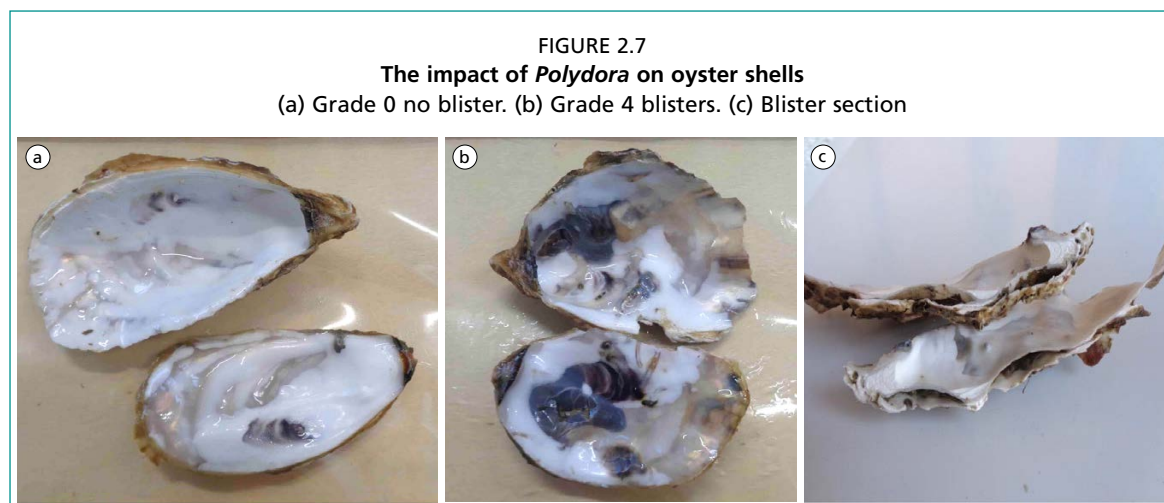 FIGURE 2.7
The impact of Polydora on oyster shells
(a) Grade 0 no blister. (b) Grade 4 blisters. (c) Blister section
a
b
c